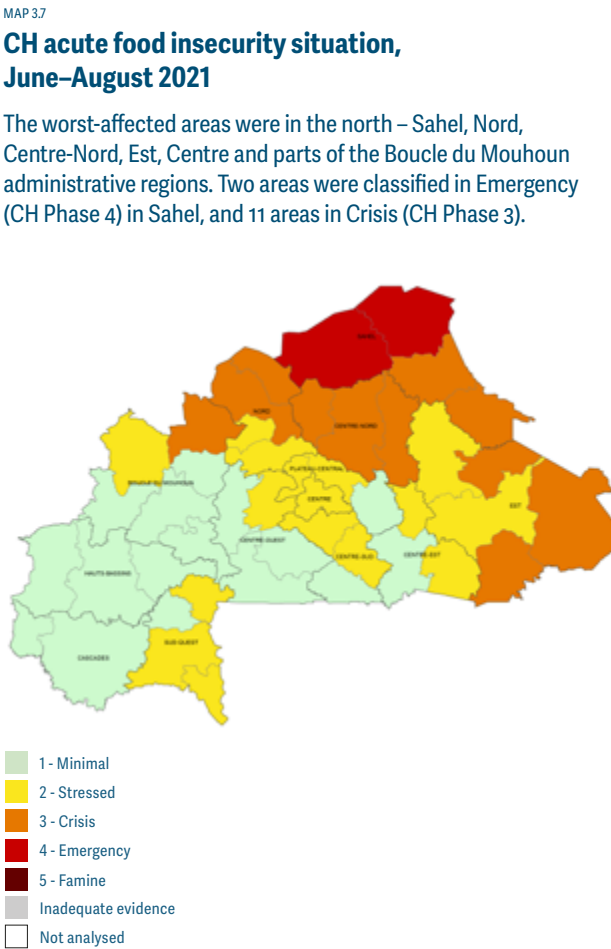 MAP 3.7
CH acute food insecurity situation,
June–August 2021
The worst-affected areas were in the north – Sahel, Nord,
Centre-Nord, Est, Centre and parts of the Boucle du Mouhoun
administrative regions. Two areas were classified in Emergency
(CH Phase 4) in Sahel, and 11 areas in Crisis (CH Phase 3).
SAHEL
NORD
CENTRE-NORD
PLATEAU-CENTRAL
BOUCLE DU MOUHOUN
CENTRE
EST
CENTRE-OUEST
CENTRE-SUD
CENTRE-EST
HAUTS-BASSINS
SUD-OUEST
CASCADES
1 - Minimal
2 - Stressed
3 - Crisis
4 - Emergency
5 - Famine
Inadequate evidence
Not analysed